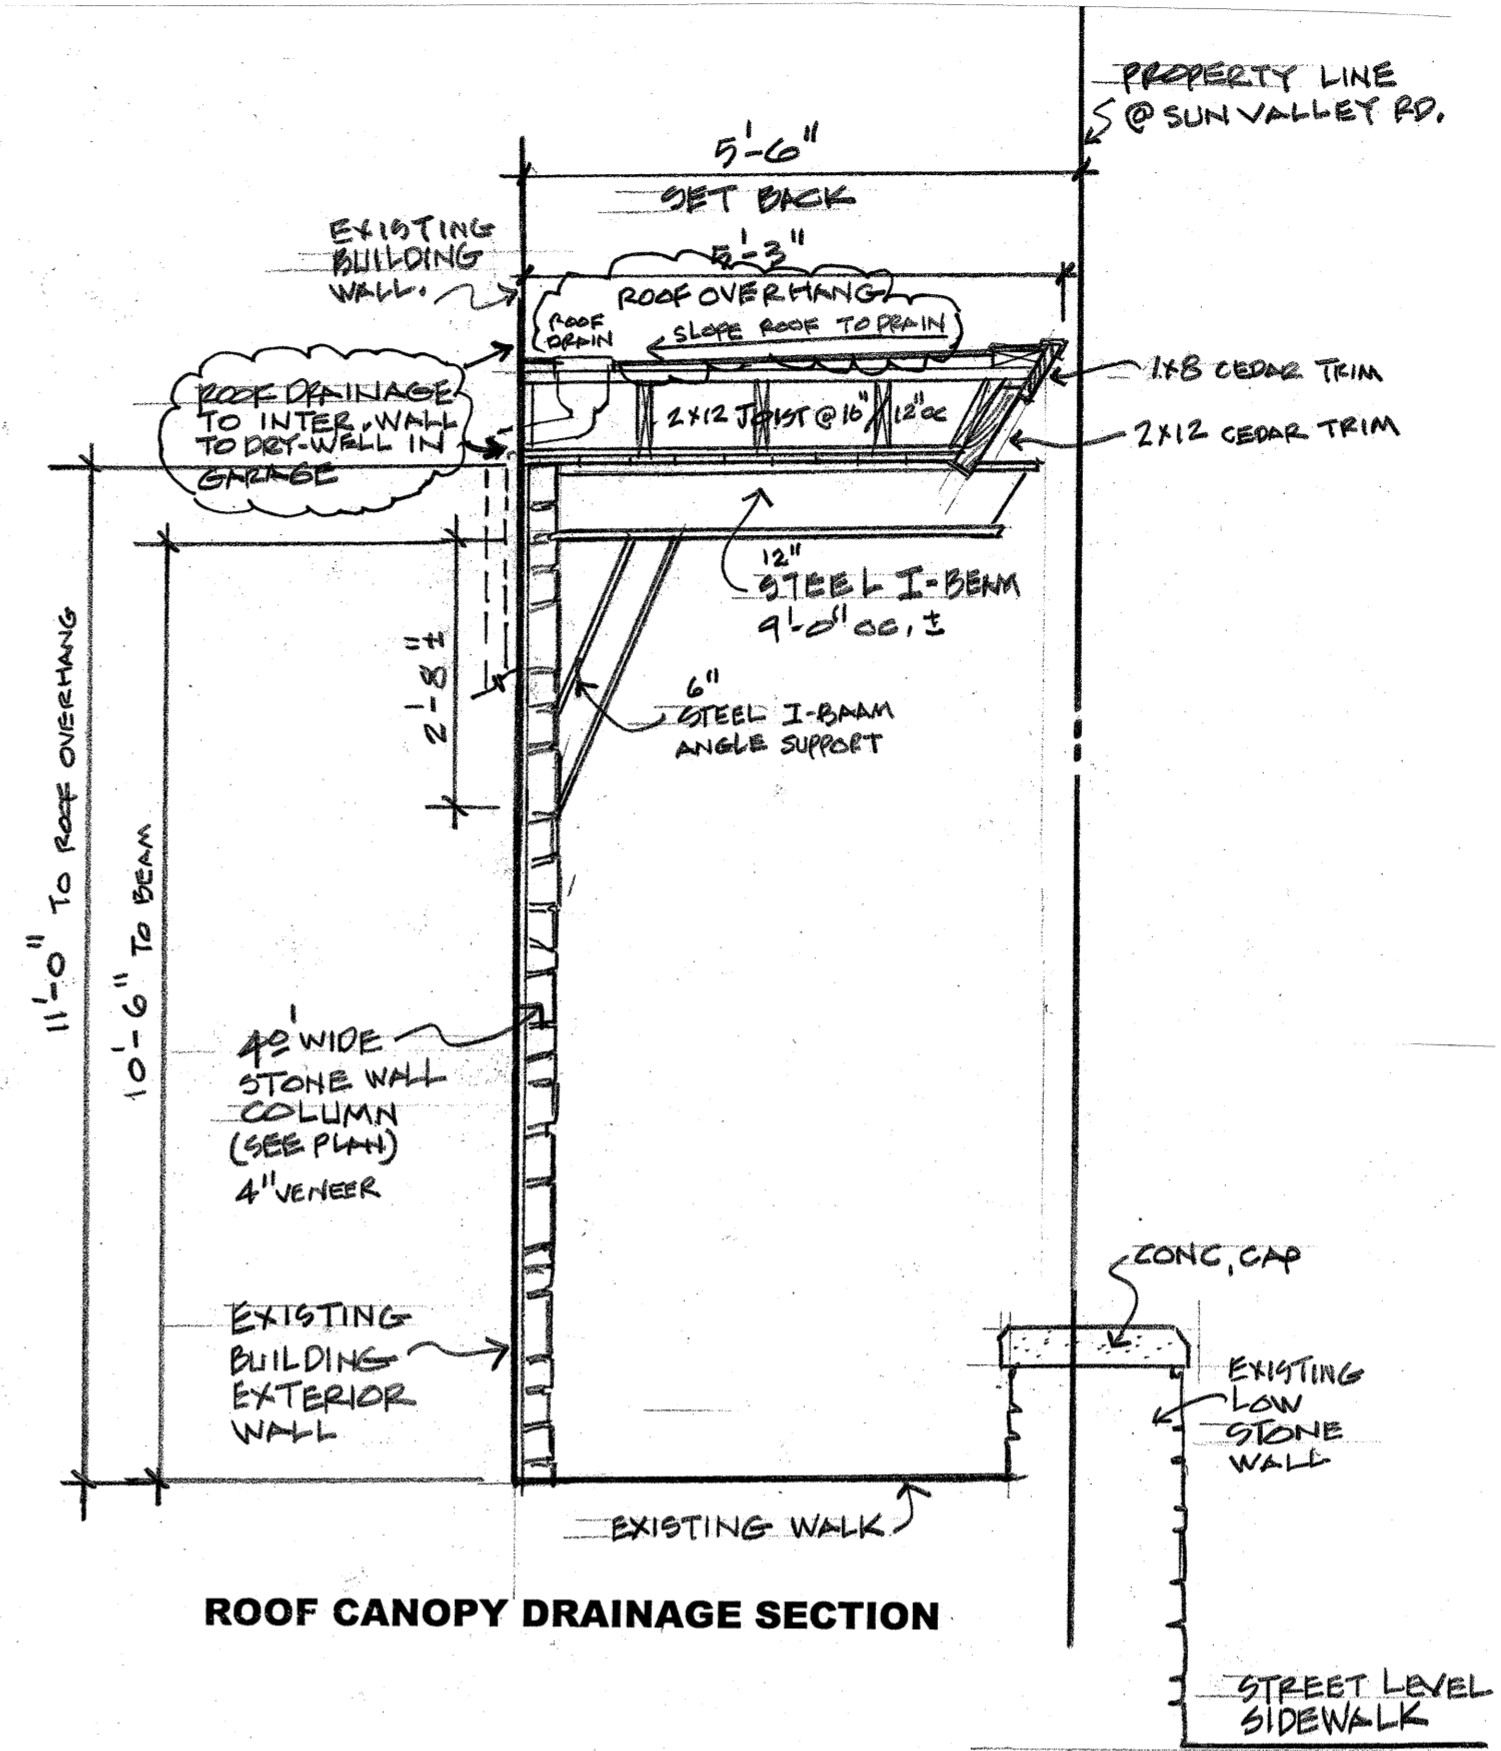 PROPERTY LINE
@ SUN VALLEY RD.
5'-6"
SET BACK
5'-3"
ROOF OVERHANG
EXISTING
BUILDING
WALL.
ROOF
DRAIN
SLOPE ROOF TO DRAIN
ROOF DRAINAGE
TO INTER. WALL
TO DRY-WELL IN
GARAGE
2X12 JOIST @ 16"/12" OC
1X8 CEDAR TRIM
2X12 CEDAR TRIM
12"
STEEL I-BEAM
9'-0" OC. ±
2'-8" ±
6"
STEEL I-BAAM
ANGLE SUPPORT
11'-0" TO ROOF OVERHANG
10'-6" TO BEAM
4'0 WIDE
STONE WALL
COLUMN
(SEE PLAN)
4" VENEER
CONC. CAP
EXISTING
BUILDING
EXTERIOR
WALL
EXISTING
LOW
STONE
WALL
EXISTING WALK
ROOF CANOPY DRAINAGE SECTION
STREET LEVEL
SIDEWALK